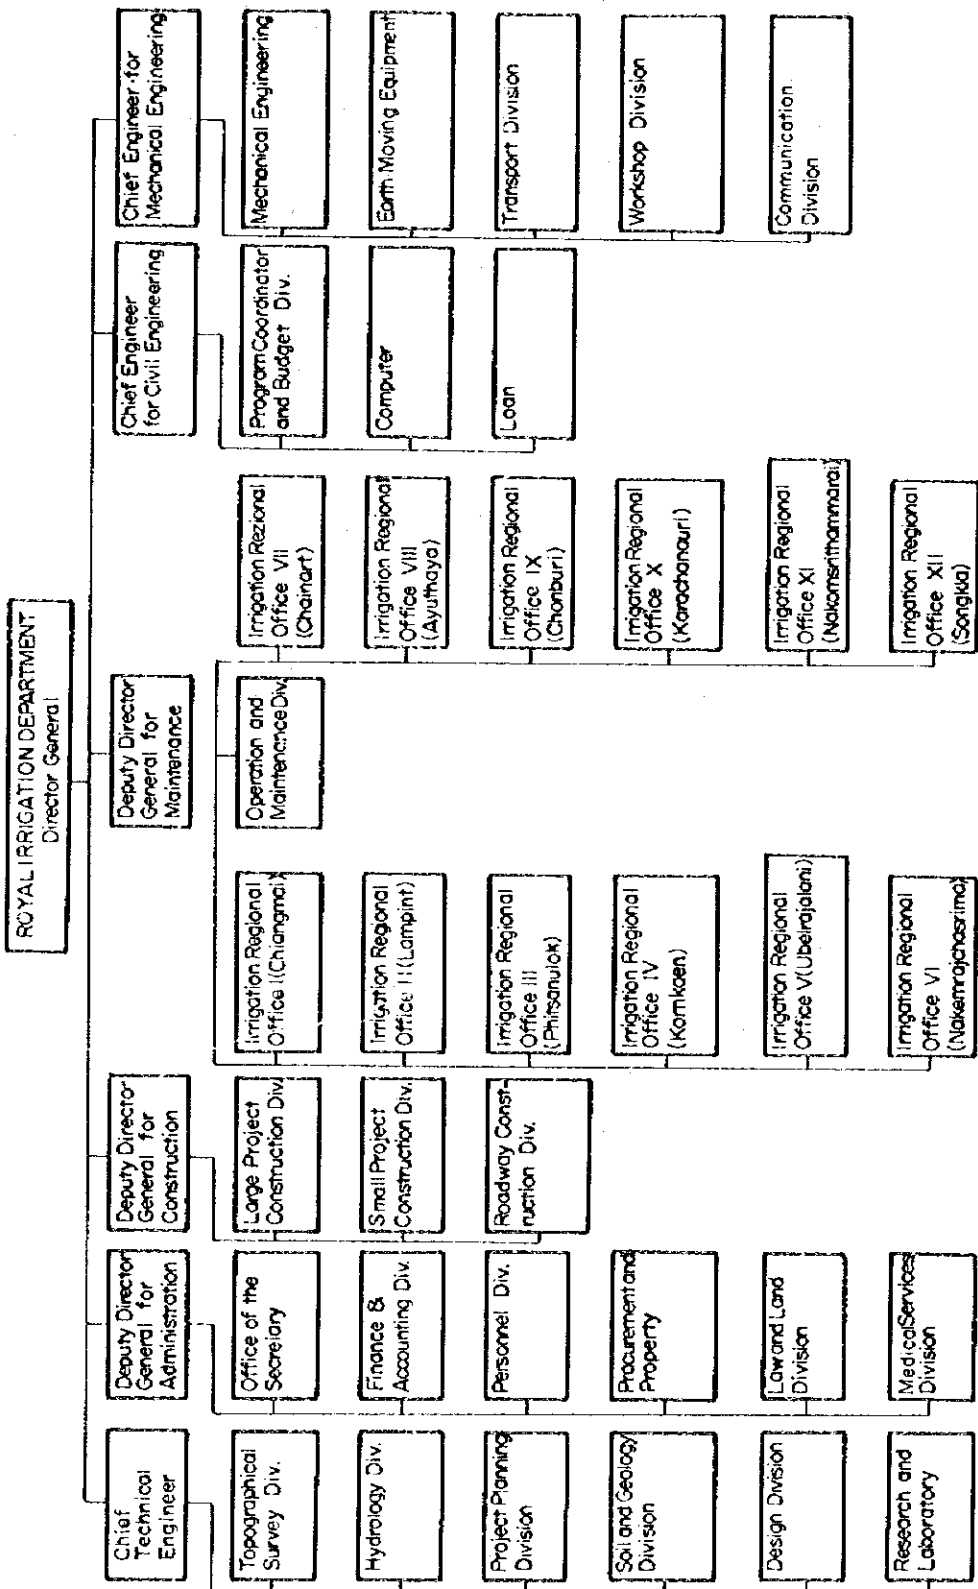 ROYAL IRRIGATION DEPARTMENT
Director General
Chief
Technical
Engineer
Topographical
Survey Div.
Hydrology Div.
Project Planning
Division
Soil and Geology
Division
Design Division
Research and
Laboratory
Deputy Director
General for
Administration
Office of the
Secretary
Finance &
Accounting Div.
Personnel Div.
Procurement and
Property
Law and Land
Division
Medical Services
Division
Deputy Director
General for
Construction
Large Project
Construction Div.
Small Project
Construction Div.
Roadway Const-
ruction Div.
Deputy Director
General for
Maintenance
Irrigation Regional
Office I (Chiangmai)
Irrigation Regional
Office II (Lampint)
Irrigation Regional
Office III
(Phitsanulok)
Irrigation Regional
Office IV
(Kornkaen)
Irrigation Regional
Office V (Ubelrajalani)
Irrigation Regional
Office VI
(Nakernrajchasrima)
Operation and
Maintenance Div.
Irrigation Rezional
Office VII
(Chainart)
Irrigation Regional
Office VIII
(Ayuthaya)
Irrigation Regional
Office IX
(Chonburi)
Irrigation Regional
Office X
(Karachanauri)
Irrigation Regional
Office XI
(Nakornsrithammarai)
Irrigation Regional
Office XII
(Songkla)
Chief Engineer
for Civil Engineering
Program Coordinator
and Budget Div.
Computer
Loan
Chief Engineer for
Mechanical Engineering
Mechanical Engineering
Earth Moving Equipment
Transport Division
Workshop Division
Communication
Division